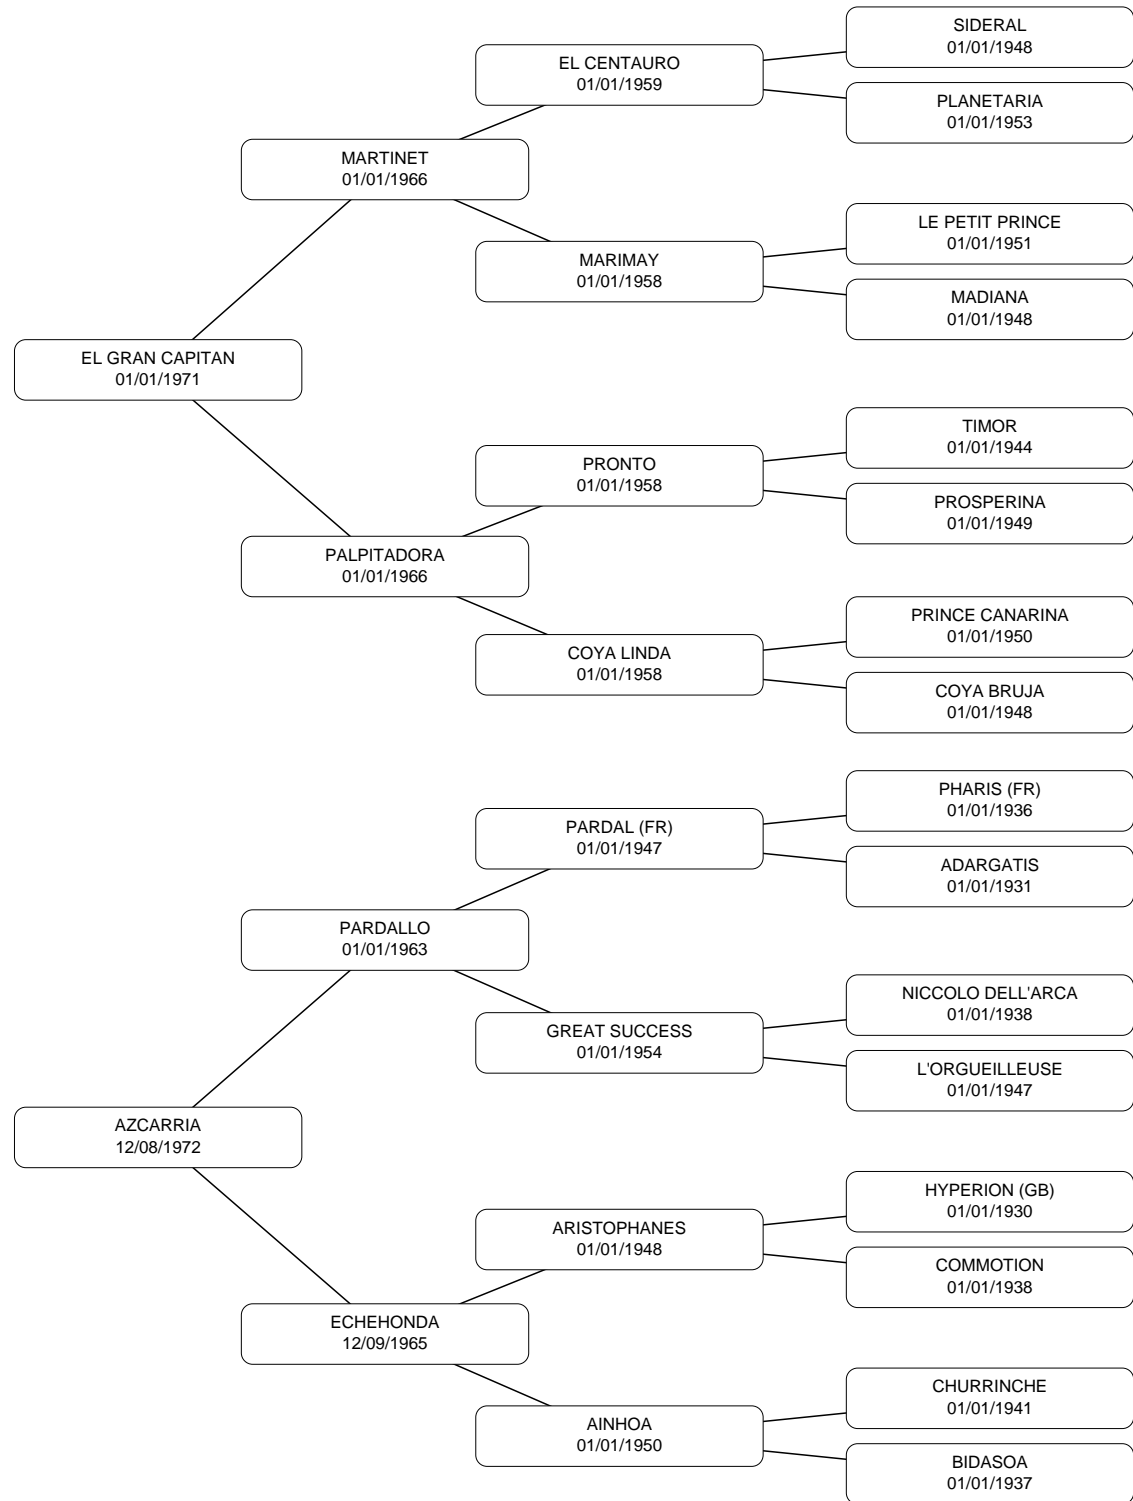 SIDERAL
01/01/1948
EL CENTAURO
01/01/1959
PLANETARIA
01/01/1953
MARTINET
01/01/1966
LE PETIT PRINCE
01/01/1951
MARIMAY
01/01/1958
MADIANA
01/01/1948
EL GRAN CAPITAN
01/01/1971
TIMOR
01/01/1944
PRONTO
01/01/1958
PROSPERINA
01/01/1949
PALPITADORA
01/01/1966
PRINCE CANARINA
01/01/1950
COYA LINDA
01/01/1958
COYA BRUJA
01/01/1948
PHARIS (FR)
01/01/1936
PARDAL (FR)
01/01/1947
ADARGATIS
01/01/1931
PARDALLO
01/01/1963
NICCOLO DELL'ARCA
01/01/1938
GREAT SUCCESS
01/01/1954
L'ORGUEILLEUSE
01/01/1947
AZCARRIA
12/08/1972
HYPERION (GB)
01/01/1930
ARISTOPHANES
01/01/1948
COMMOTION
01/01/1938
ECHEHONDA
12/09/1965
CHURRINCHE
01/01/1941
AINHOA
01/01/1950
BIDASOA
01/01/1937